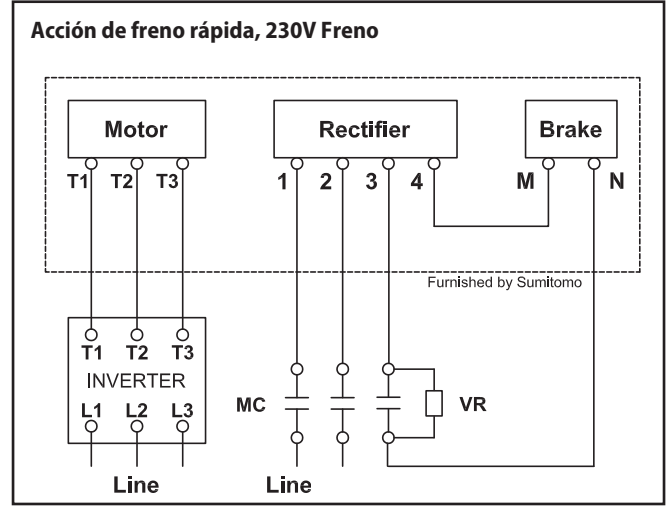 Acción de freno rápida, 230V Freno
Motor Rectifier Brake
T1 T2 T3 1 2 3 4 M N
Furnished by Sumitomo
T1 T2 T3
INVERTER
MC VR
L1 L2 L3
Line Line